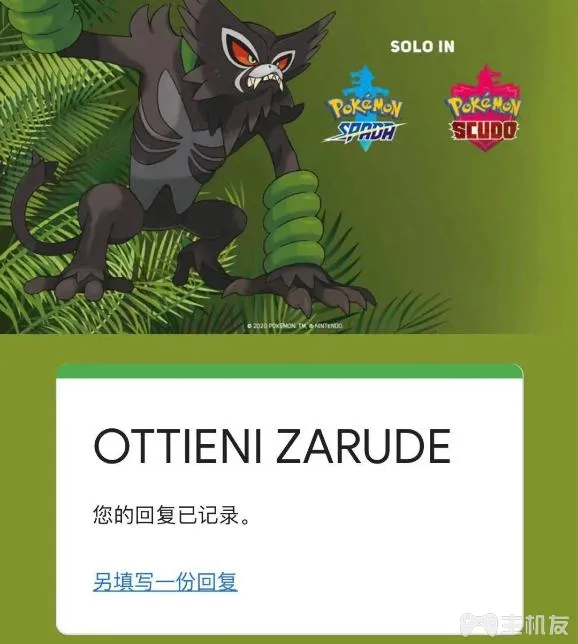 SOLO IN
POKÉMON SPADA
POKÉMON SCUDO
© 2020 POKÉMON. TM, ® NINTENDO.
OTTIENI ZARUDE
您的回复已记录。
另填写一份回复
主机友